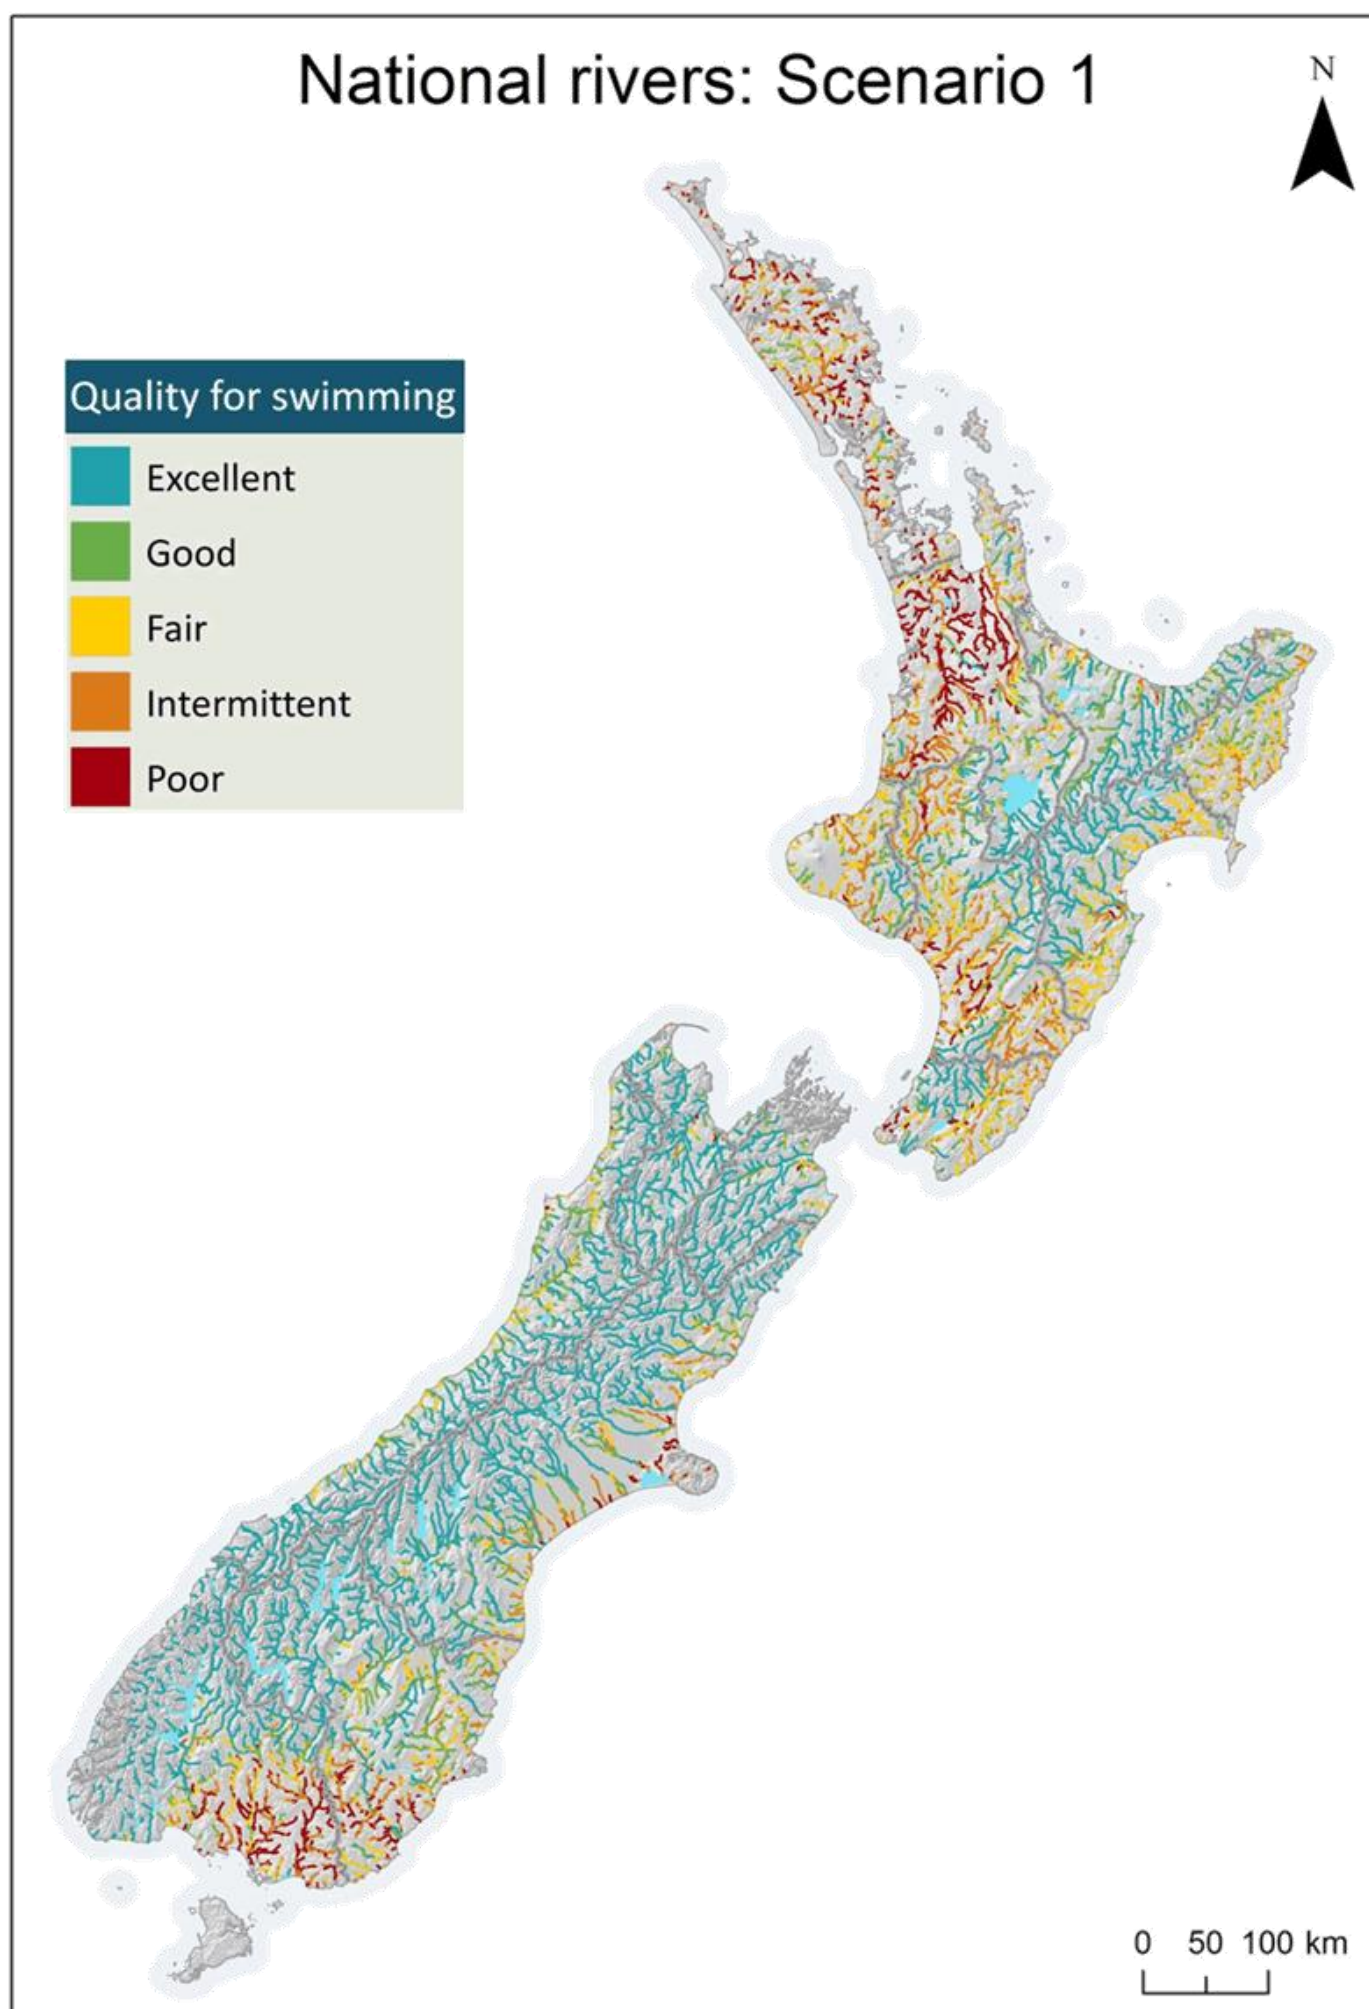 National rivers: Scenario 1
N
Quality for swimming
Excellent
Good
Fair
Intermittent
Poor
0 50 100 km